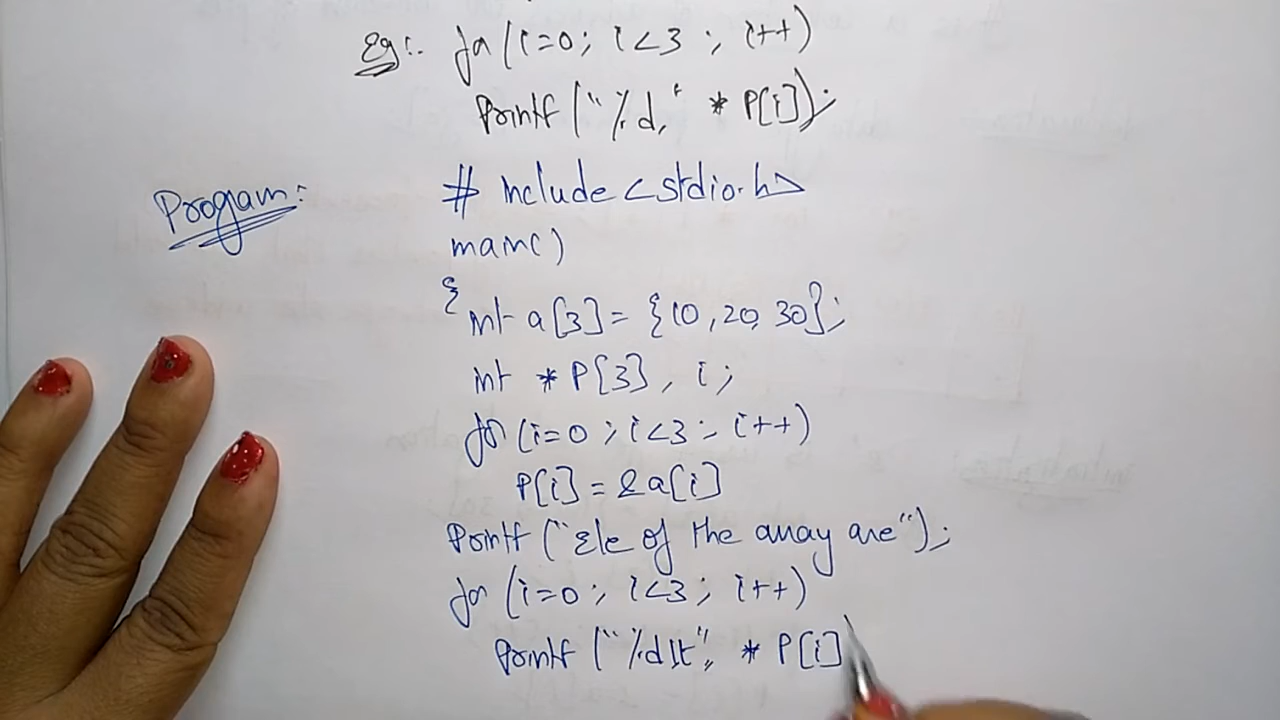 Eg:. for (i=0; i<3 ; i++)
Printf ("%d," * P[i]);
Progam: # include <stdio.h>
main()
{ int a[3] = {10, 20, 30};
int * P[3], i;
for (i=0 ; i<3 ; i++)
P[i] = &a[i]
Printf ("Ele of the array are");
for (i=0; i<3; i++)
Printf ("%d\t", * P[i]